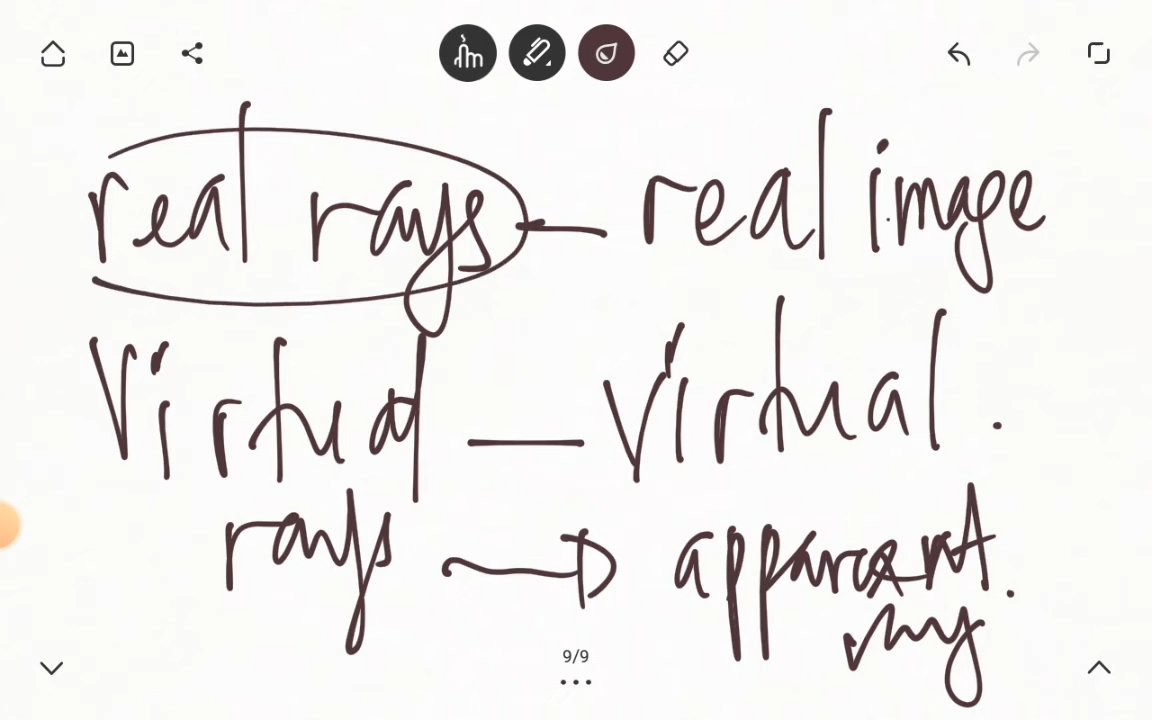 real rays – real image
Virtual — virtual.
rays → apparent.
ray
9/9